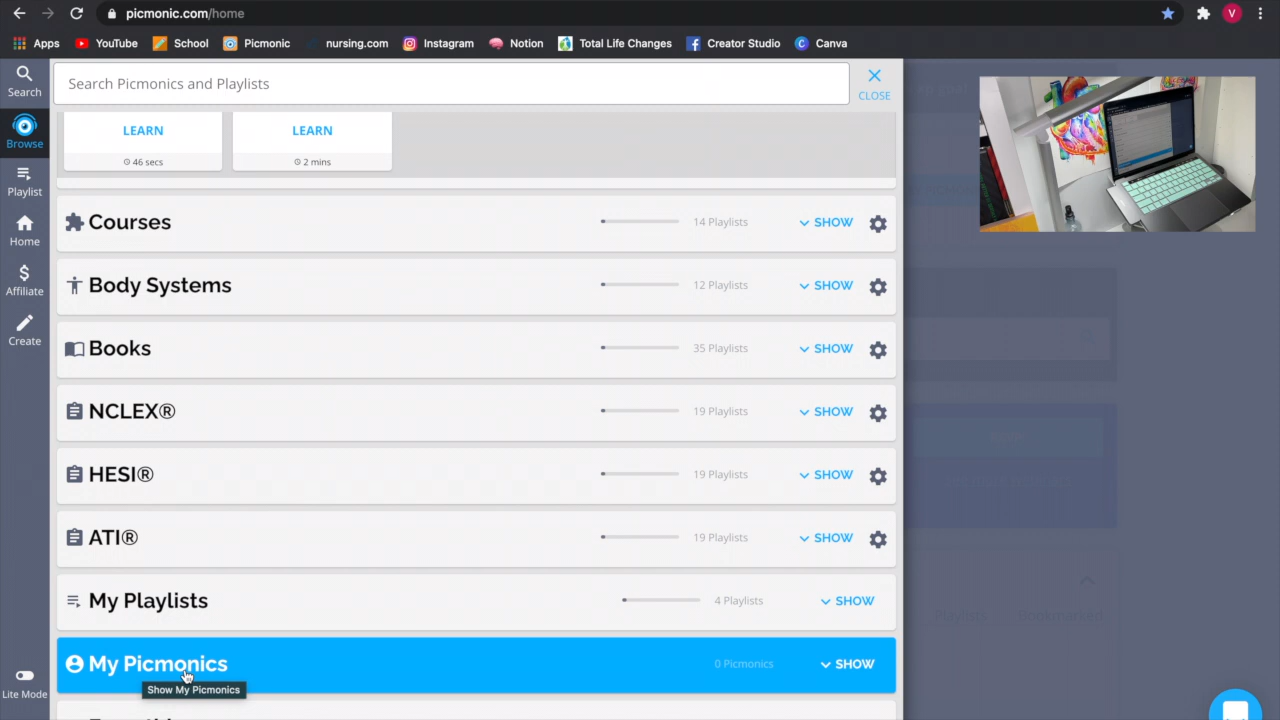 picmonic.com/home
V
Apps YouTube School Picmonic nursing.com Instagram Notion Total Life Changes Creator Studio Canva
Search
Browse
Playlist
Home
Affiliate
Create
Lite Mode
Search Picmonics and Playlists
CLOSE
LEARN LEARN
46 secs 2 mins
Courses 14 Playlists SHOW
Body Systems 12 Playlists SHOW
Books 35 Playlists SHOW
NCLEX® 19 Playlists SHOW
HESI® 19 Playlists SHOW
ATI® 19 Playlists SHOW
My Playlists 4 Playlists SHOW
My Picmonics 0 Picmonics SHOW
Show My Picmonics
Playlists Bookmarked